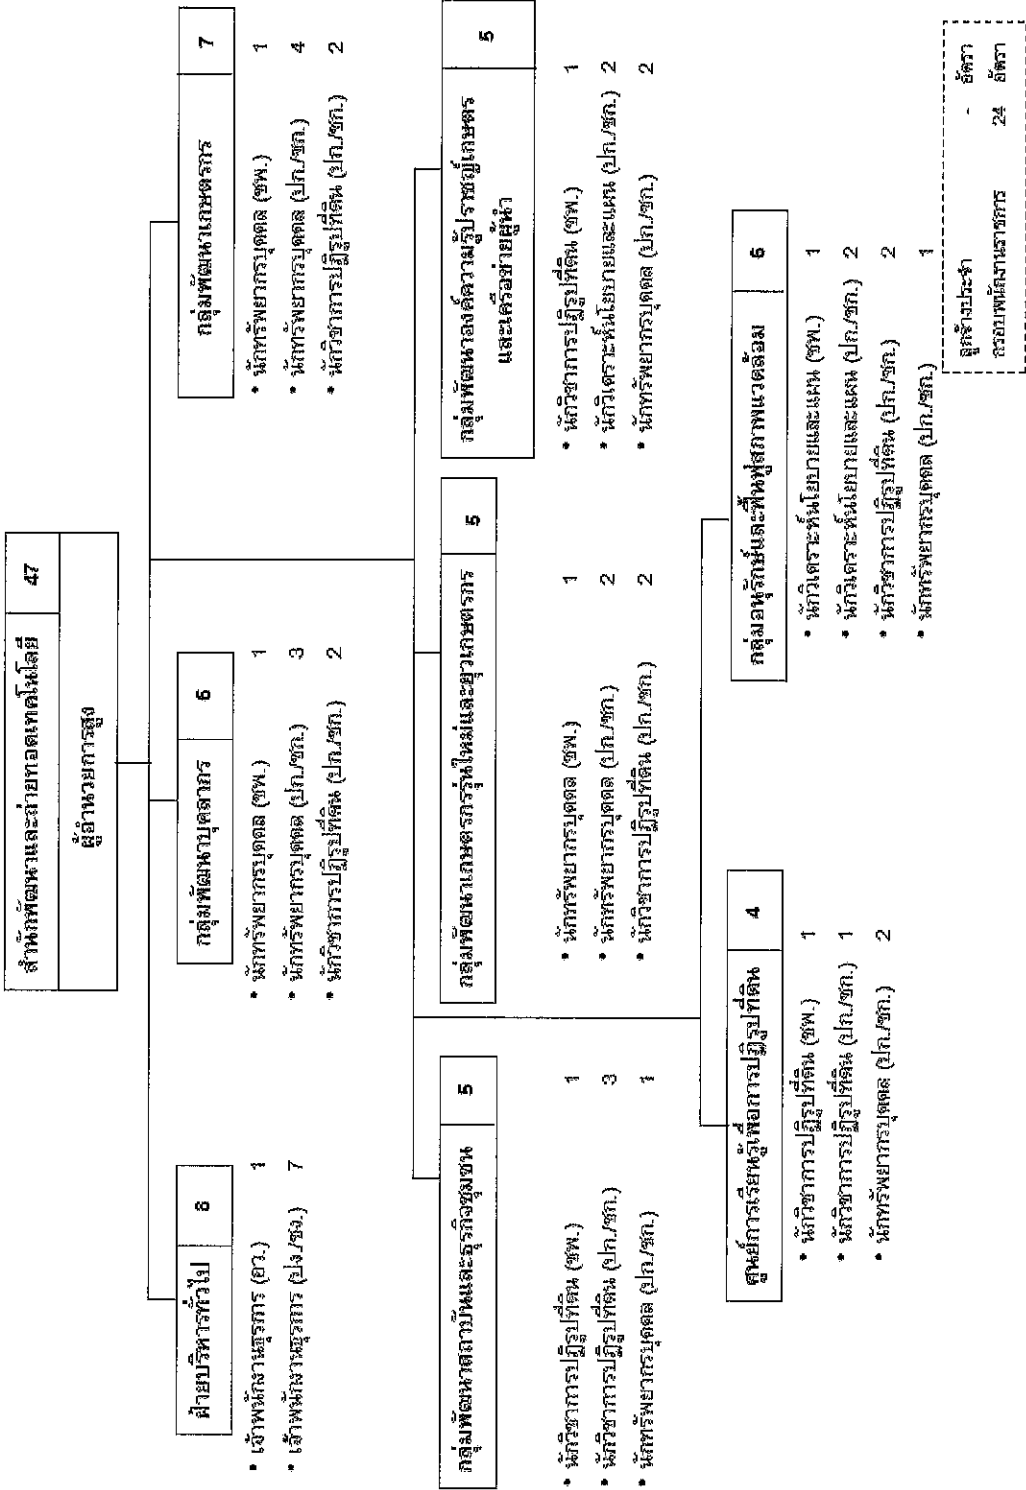 สำนักพัฒนาและถ่ายทอดเทคโนโลยี 47
ผู้อำนวยการสูง
ฝ่ายบริหารทั่วไป 8
• เจ้าพนักงานธุรการ (อว.) 1
• เจ้าพนักงานธุรการ (ปง./ชง.) 7
กลุ่มพัฒนาบุคลากร 6
• นักทรัพยากรบุคคล (ชพ.) 1
• นักทรัพยากรบุคคล (ปก./ชก.) 3
• นักวิชาการปฏิรูปที่ดิน (ปก./ชก.) 2
กลุ่มพัฒนาเกษตรกร 7
• นักทรัพยากรบุคคล (ชพ.) 1
• นักทรัพยากรบุคคล (ปก./ชก.) 4
• นักวิชาการปฏิรูปที่ดิน (ปก./ชก.) 2
กลุ่มพัฒนาสถาบันและธุรกิจชุมชน 5
• นักวิชาการปฏิรูปที่ดิน (ชพ.) 1
• นักวิชาการปฏิรูปที่ดิน (ปก./ชก.) 3
• นักทรัพยากรบุคคล (ปก./ชก.) 1
กลุ่มพัฒนาเกษตรกรรุ่นใหม่และยุวเกษตรกร 5
• นักทรัพยากรบุคคล (ชพ.) 1
• นักทรัพยากรบุคคล (ปก./ชก.) 2
• นักวิชาการปฏิรูปที่ดิน (ปก./ชก.) 2
กลุ่มพัฒนาองค์ความรู้ปราชญ์เกษตร 5
และเครือข่ายผู้นำ
• นักวิชาการปฏิรูปที่ดิน (ชพ.) 1
• นักวิเคราะห์นโยบายและแผน (ปก./ชก.) 2
• นักทรัพยากรบุคคล (ปก./ชก.) 2
ศูนย์การเรียนรู้เพื่อการปฏิรูปที่ดิน 4
• นักวิชาการปฏิรูปที่ดิน (ชพ.) 1
• นักวิชาการปฏิรูปที่ดิน (ปก./ชก.) 1
• นักทรัพยากรบุคคล (ปก./ชก.) 2
กลุ่มอนุรักษ์และฟื้นฟูสภาพแวดล้อม 6
• นักวิเคราะห์นโยบายและแผน (ชพ.) 1
• นักวิเคราะห์นโยบายและแผน (ปก./ชก.) 2
• นักวิชาการปฏิรูปที่ดิน (ปก./ชก.) 2
• นักทรัพยากรบุคคล (ปก./ชก.) 1
ลูกจ้างประจำ - อัตรา
กรอบพนักงานราชการ 24 อัตรา